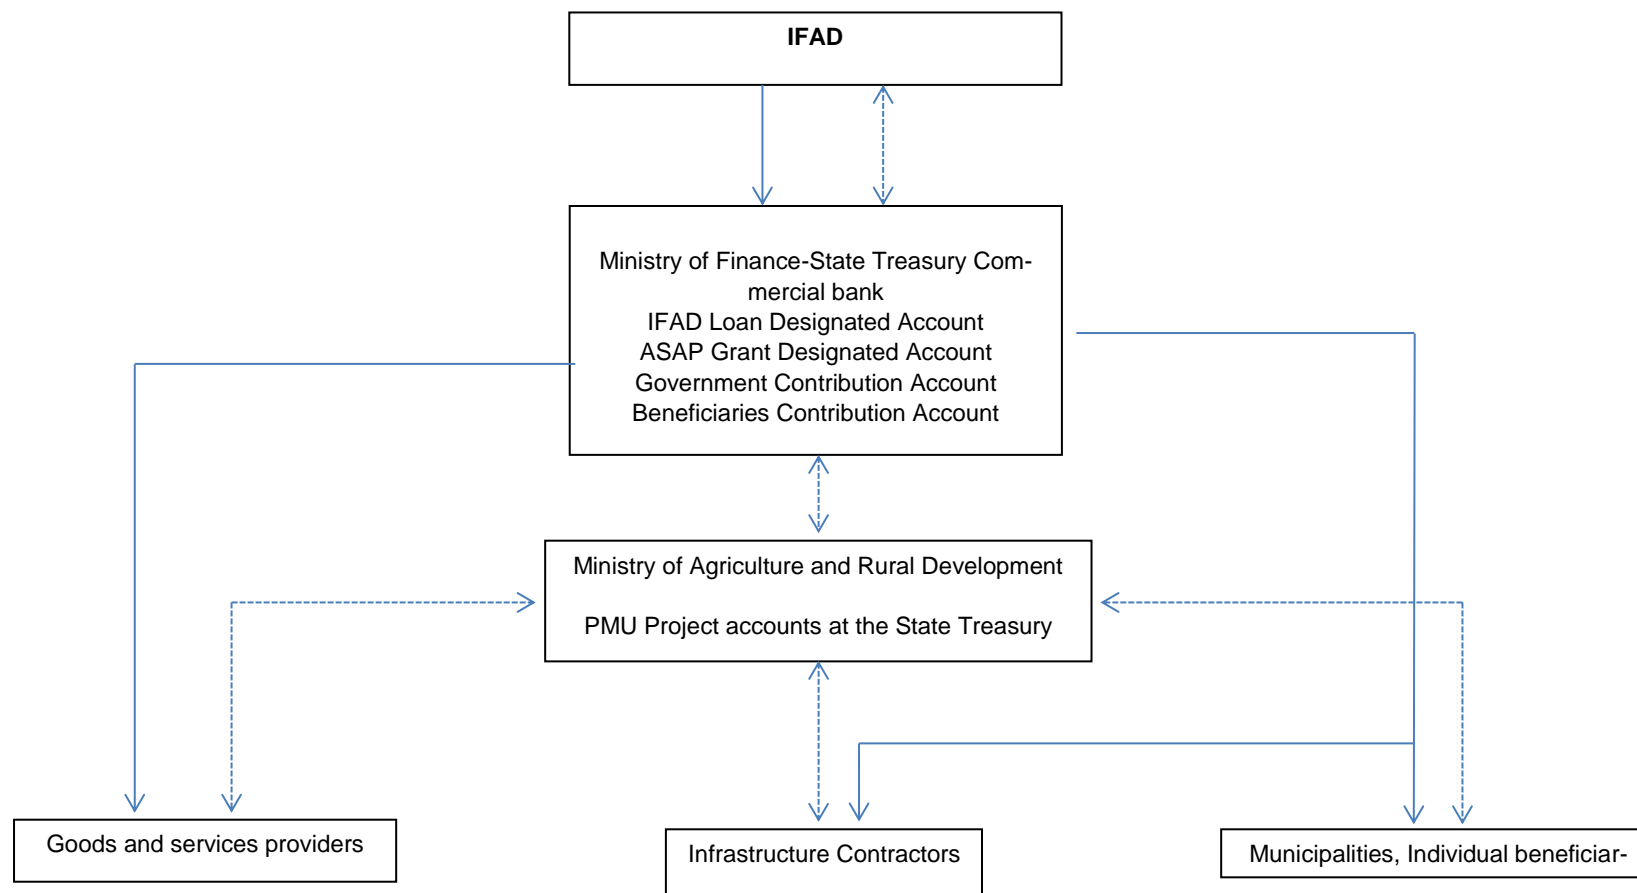 IFAD
Ministry of Finance-State Treasury Com-
mercial bank
IFAD Loan Designated Account
ASAP Grant Designated Account
Government Contribution Account
Beneficiaries Contribution Account
Ministry of Agriculture and Rural Development
PMU Project accounts at the State Treasury
Goods and services providers
Infrastructure Contractors
Municipalities, Individual beneficiar-